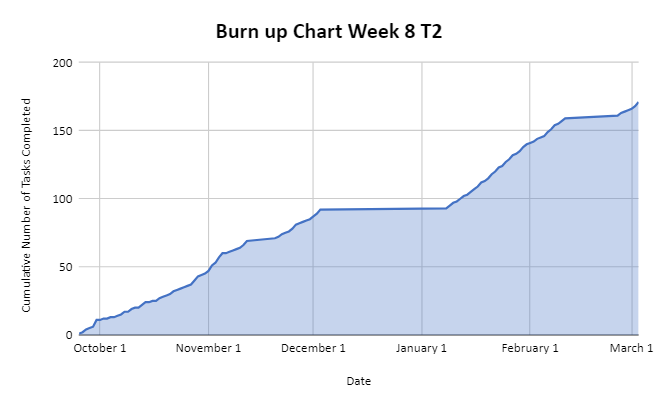 Burn up Chart Week 8 T2
Cumulative Number of Tasks Completed
200
150
100
50
0
October 1
November 1
December 1
January 1
February 1
March 1
Date